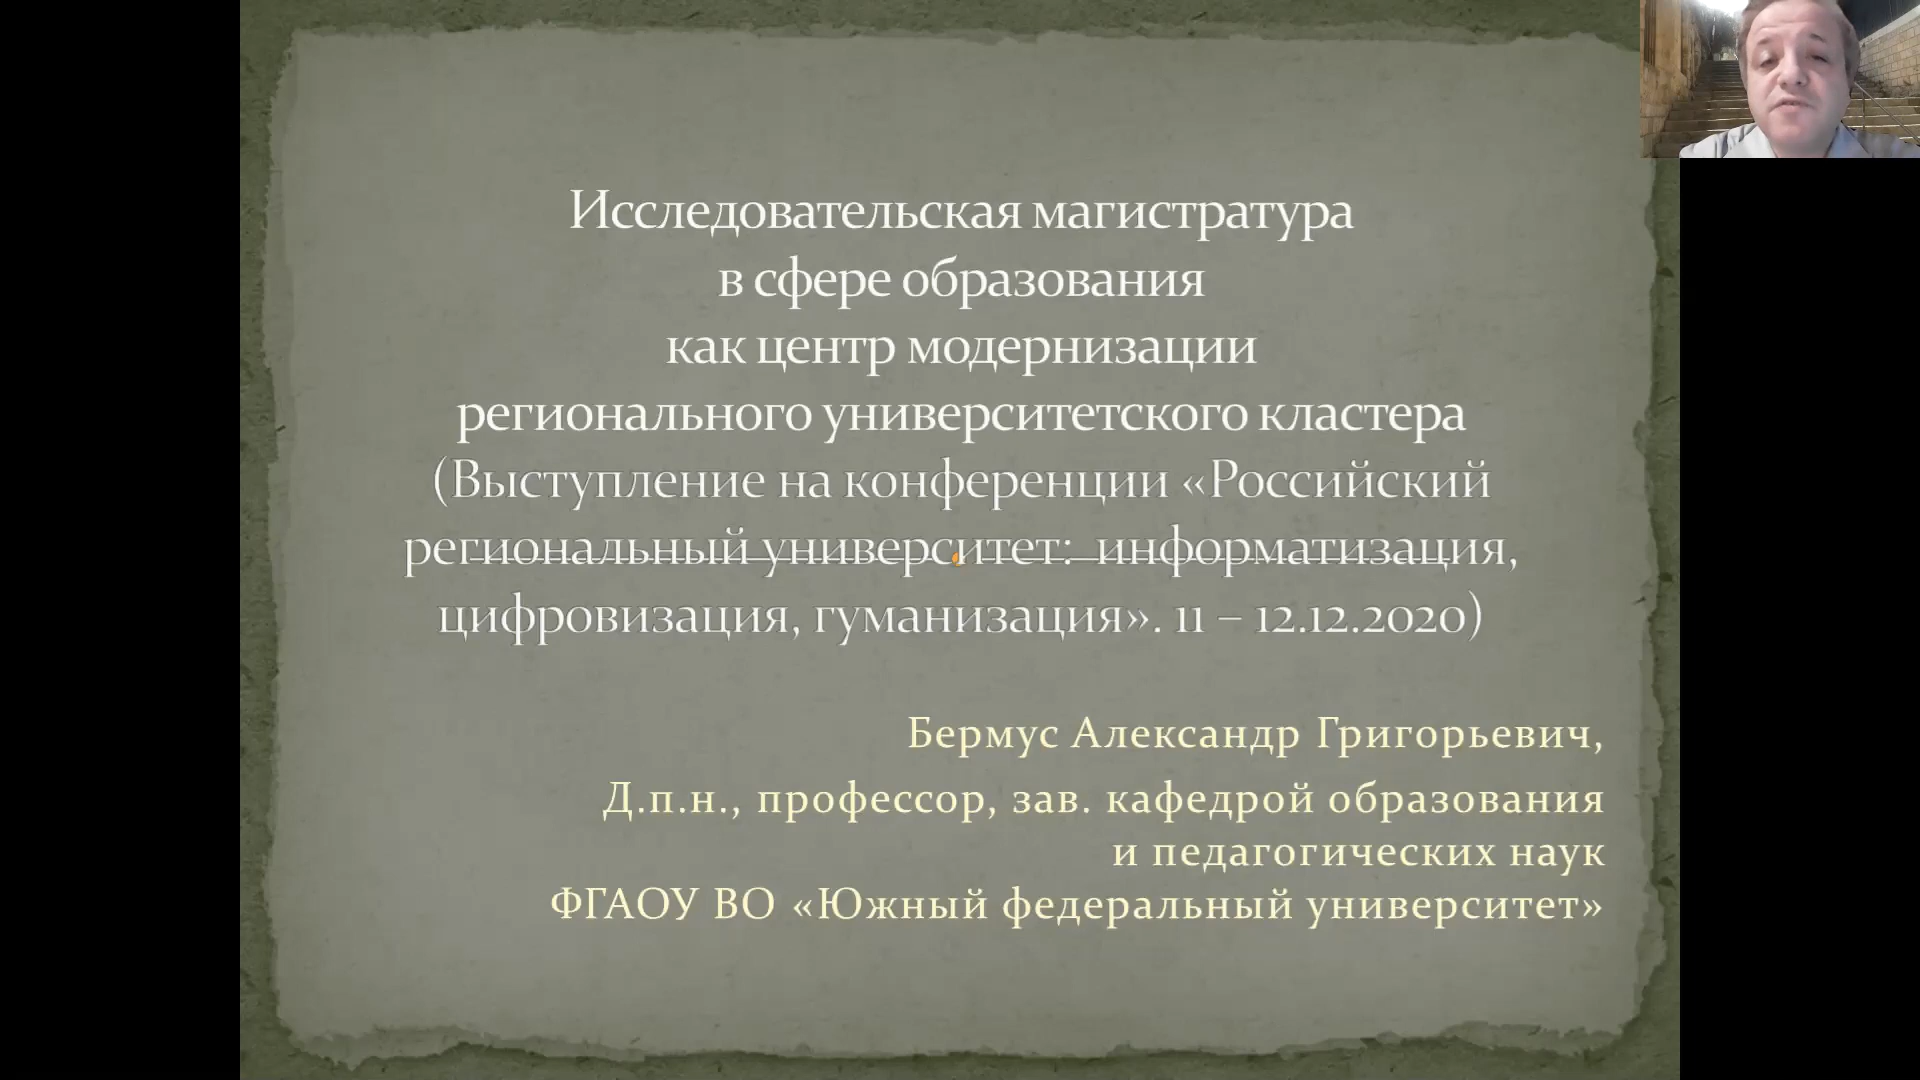 Исследовательская магистратура
в сфере образования
как центр модернизации
регионального университетского кластера
(Выступление на конференции «Российский
региональный университет: информатизация,
цифровизация, гуманизация». 11 – 12.12.2020)
Бермус Александр Григорьевич,
Д.п.н., профессор, зав. кафедрой образования
и педагогических наук
ФГАОУ ВО «Южный федеральный университет»